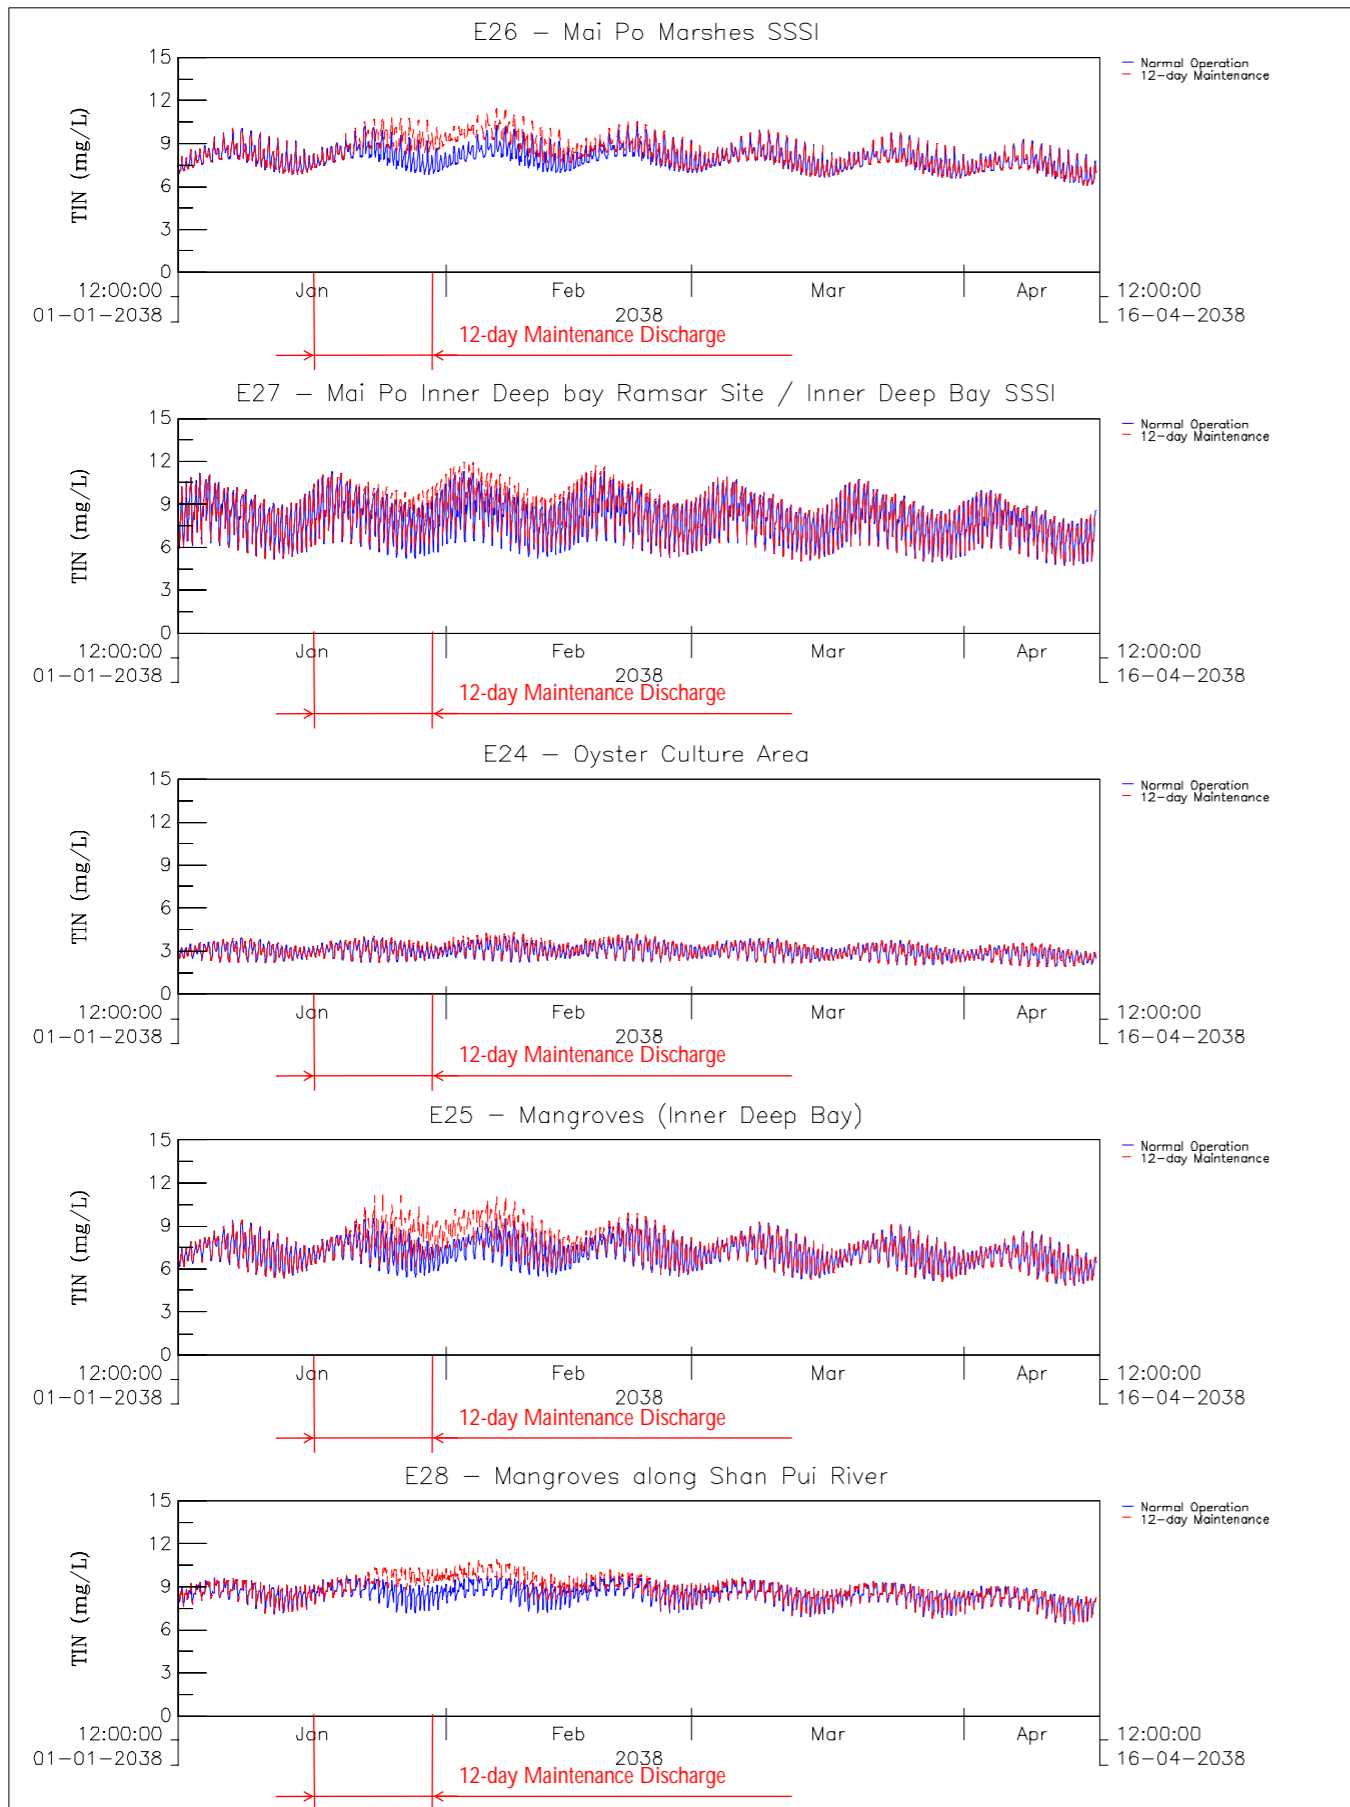 E26 – Mai Po Marshes SSSI
15
12
9
6
3
0
TIN (mg/L)
Normal Operation
12-day Maintenance
12:00:00
01-01-2038
Jan
Feb
Mar
Apr
2038
12:00:00
16-04-2038
12-day Maintenance Discharge
E27 – Mai Po Inner Deep bay Ramsar Site / Inner Deep Bay SSSI
15
12
9
6
3
0
TIN (mg/L)
Normal Operation
12-day Maintenance
12:00:00
01-01-2038
Jan
Feb
Mar
Apr
2038
12:00:00
16-04-2038
12-day Maintenance Discharge
E24 – Oyster Culture Area
15
12
9
6
3
0
TIN (mg/L)
Normal Operation
12-day Maintenance
12:00:00
01-01-2038
Jan
Feb
Mar
Apr
2038
12:00:00
16-04-2038
12-day Maintenance Discharge
E25 – Mangroves (Inner Deep Bay)
15
12
9
6
3
0
TIN (mg/L)
Normal Operation
12-day Maintenance
12:00:00
01-01-2038
Jan
Feb
Mar
Apr
2038
12:00:00
16-04-2038
12-day Maintenance Discharge
E28 – Mangroves along Shan Pui River
15
12
9
6
3
0
TIN (mg/L)
Normal Operation
12-day Maintenance
12:00:00
01-01-2038
Jan
Feb
Mar
Apr
2038
12:00:00
16-04-2038
12-day Maintenance Discharge